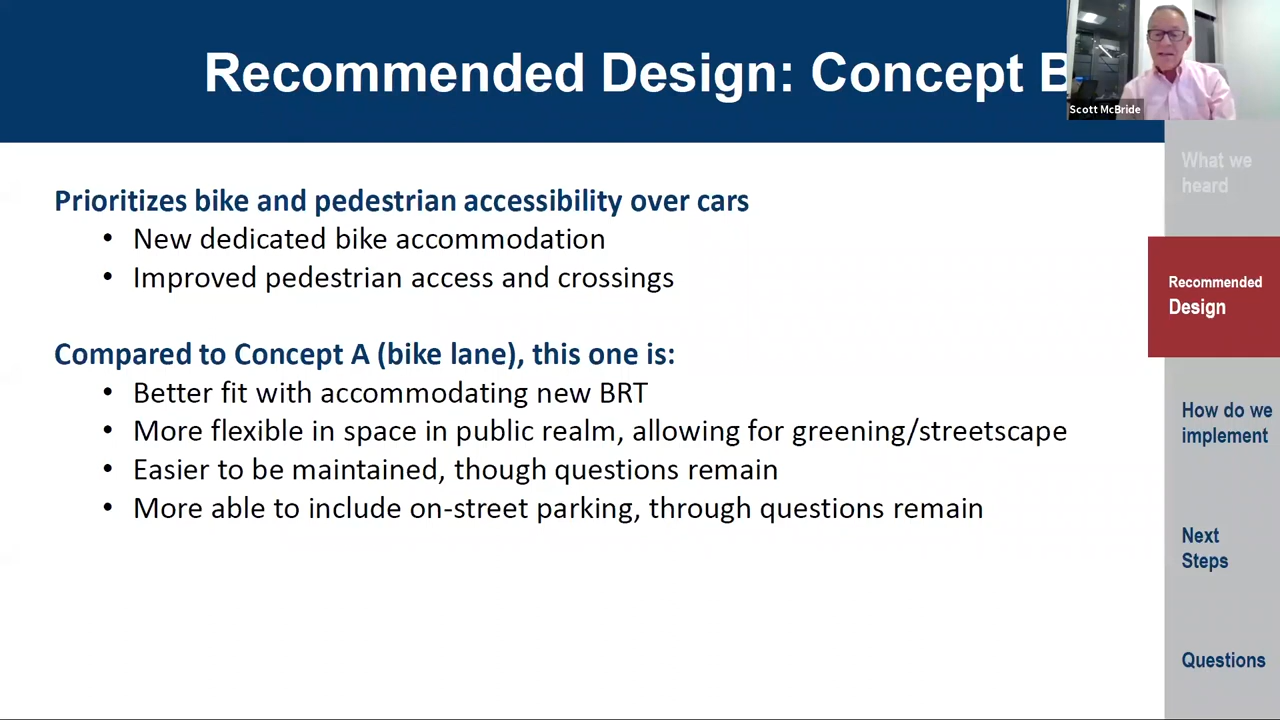 Recommended Design: Concept B
Scott McBride
Prioritizes bike and pedestrian accessibility over cars
• New dedicated bike accommodation
• Improved pedestrian access and crossings
Compared to Concept A (bike lane), this one is:
• Better fit with accommodating new BRT
• More flexible in space in public realm, allowing for greening/streetscape
• Easier to be maintained, though questions remain
• More able to include on-street parking, through questions remain
What we
heard
Recommended
Design
How do we
implement
Next
Steps
Questions